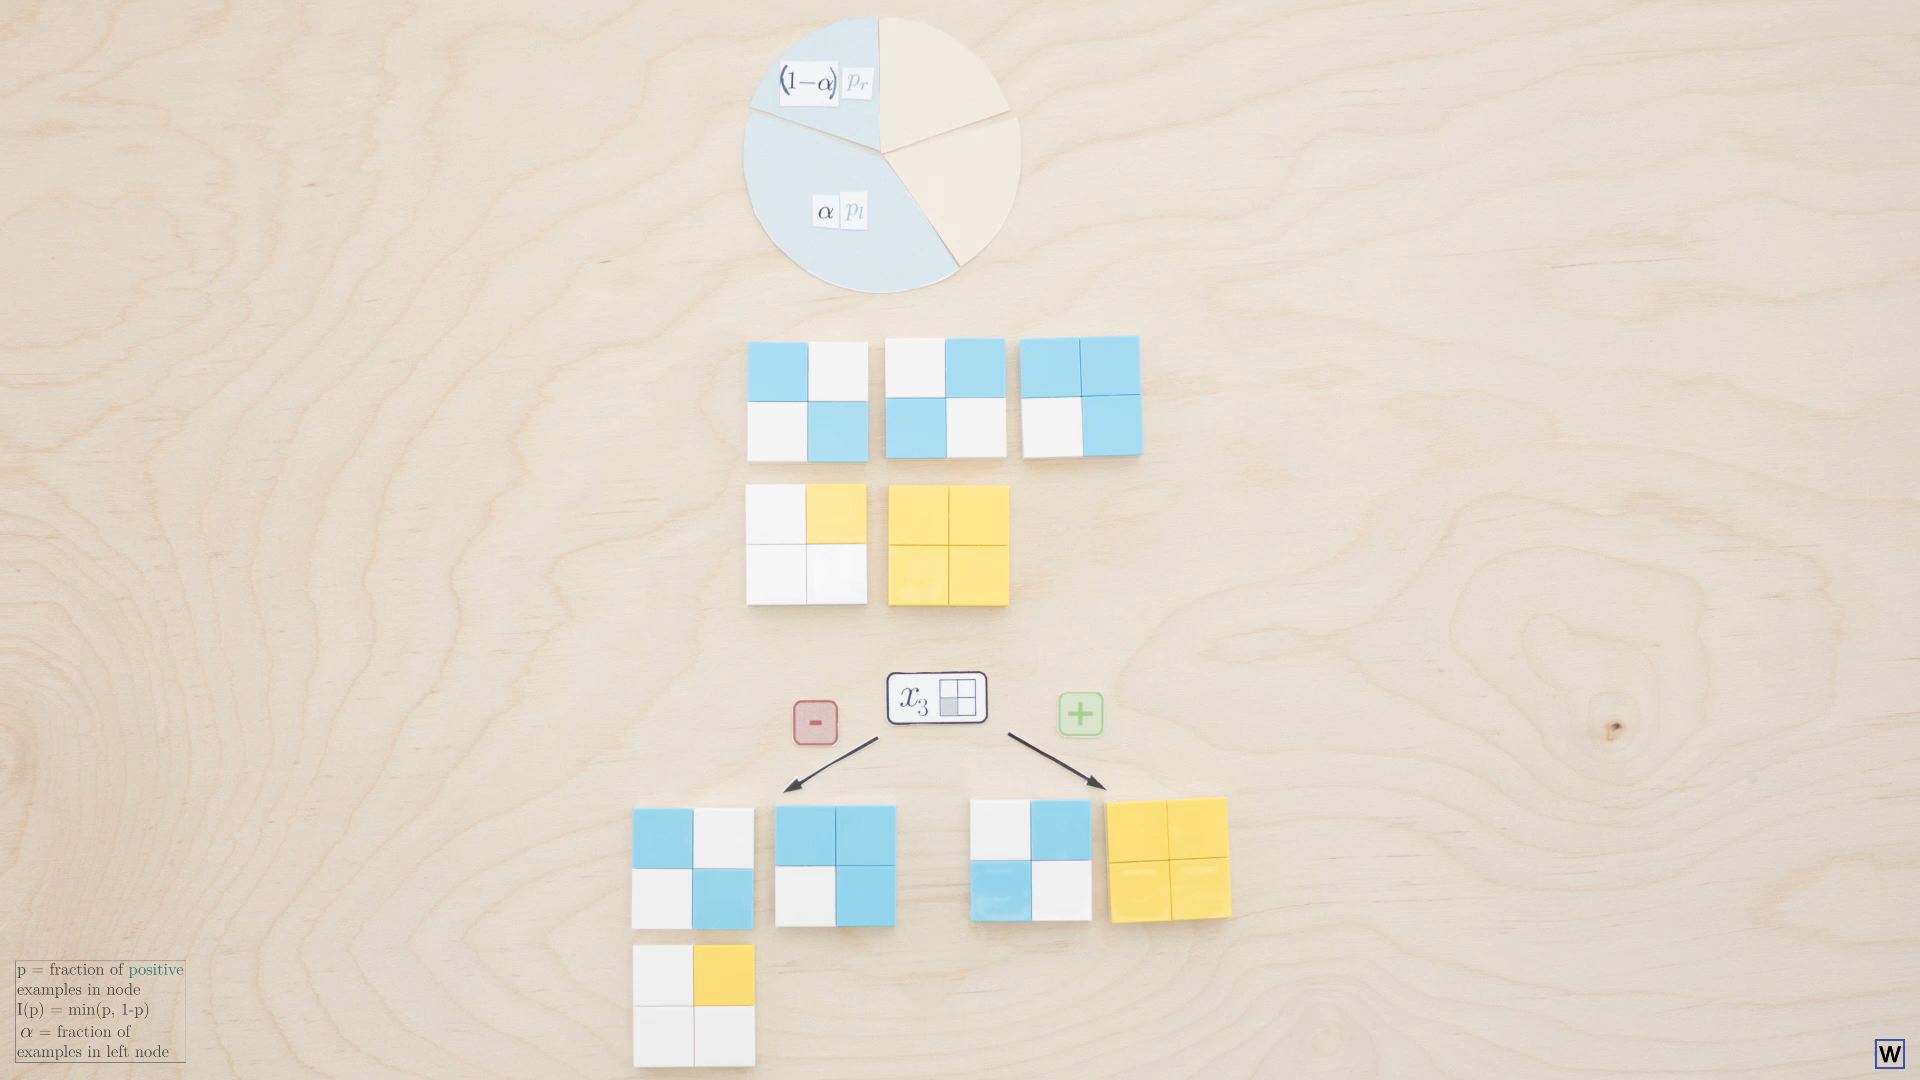 (1−α) pᵣ
α pₗ
x₃
-
+
p = fraction of positive
examples in node
I(p) = min(p, 1-p)
α = fraction of
examples in left node
W